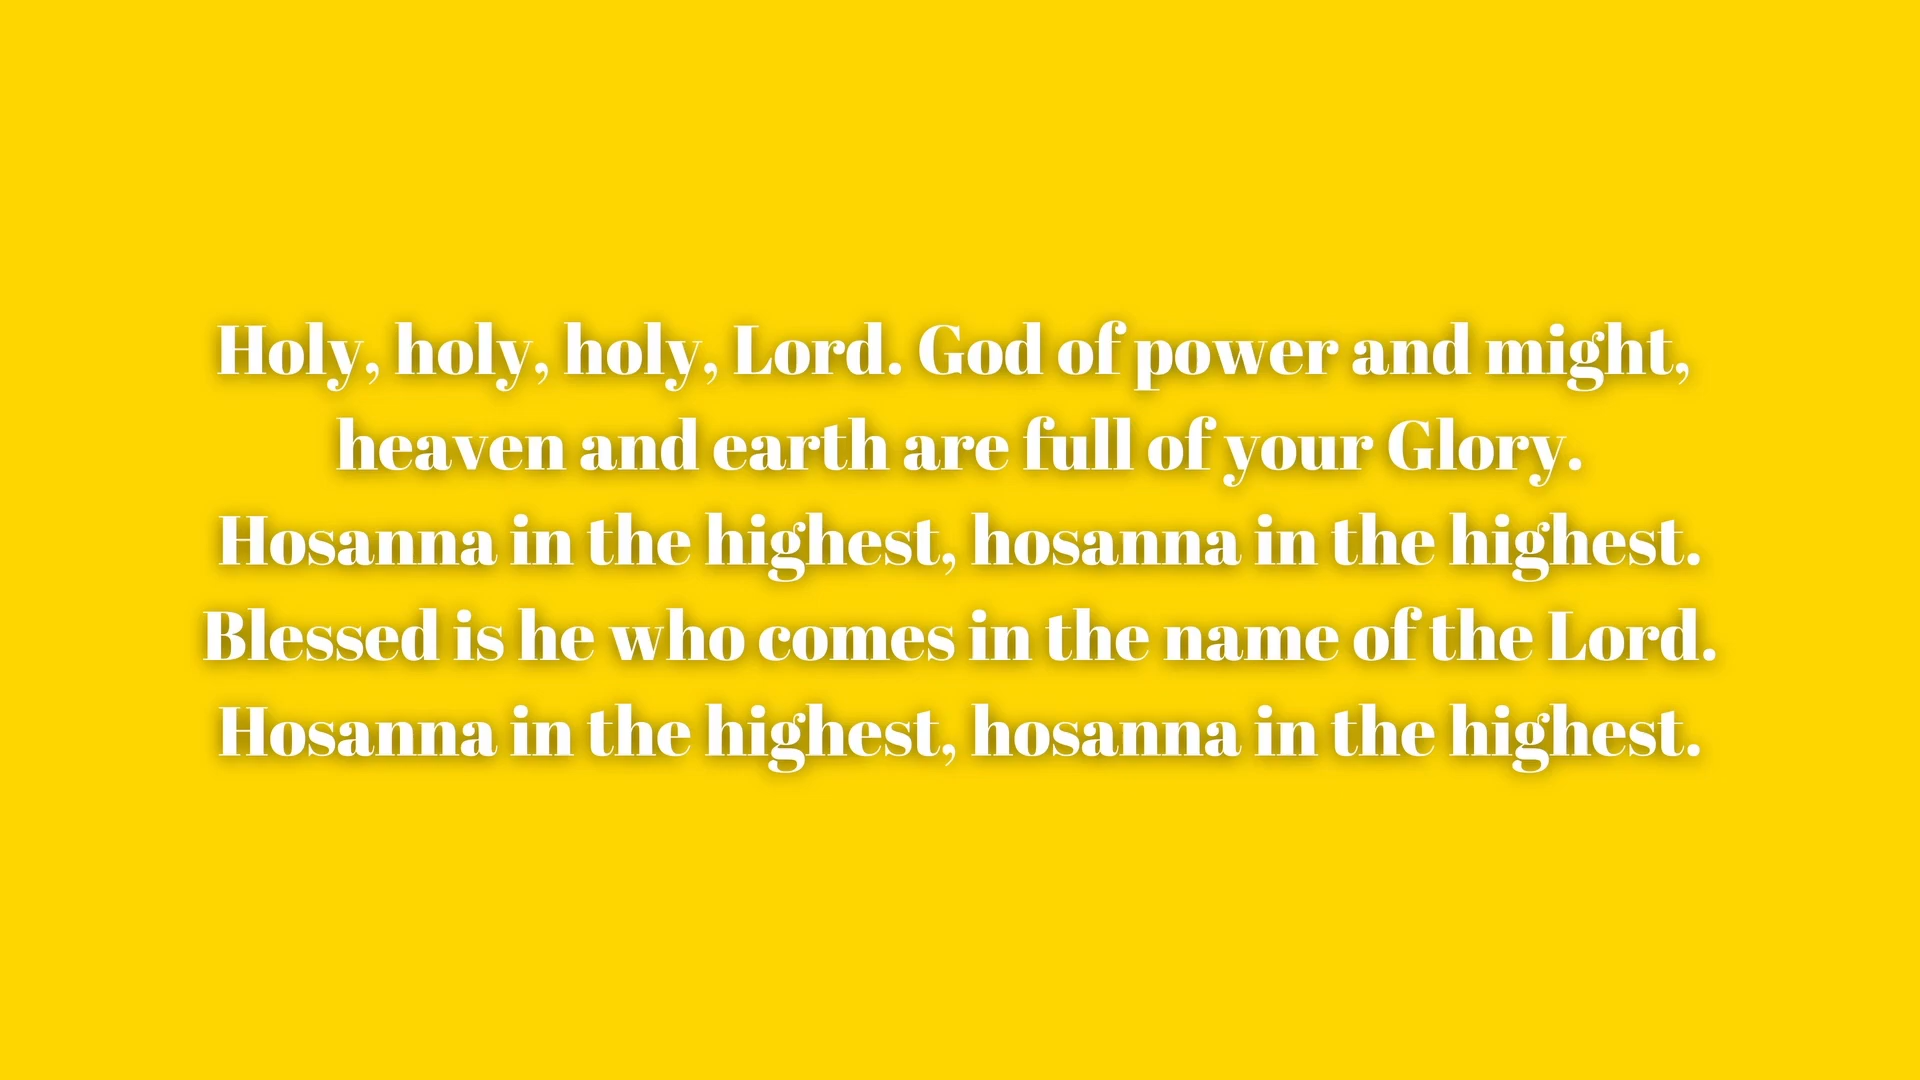 Holy, holy, holy, Lord. God of power and might,
heaven and earth are full of your Glory.
Hosanna in the highest, hosanna in the highest.
Blessed is he who comes in the name of the Lord.
Hosanna in the highest, hosanna in the highest.